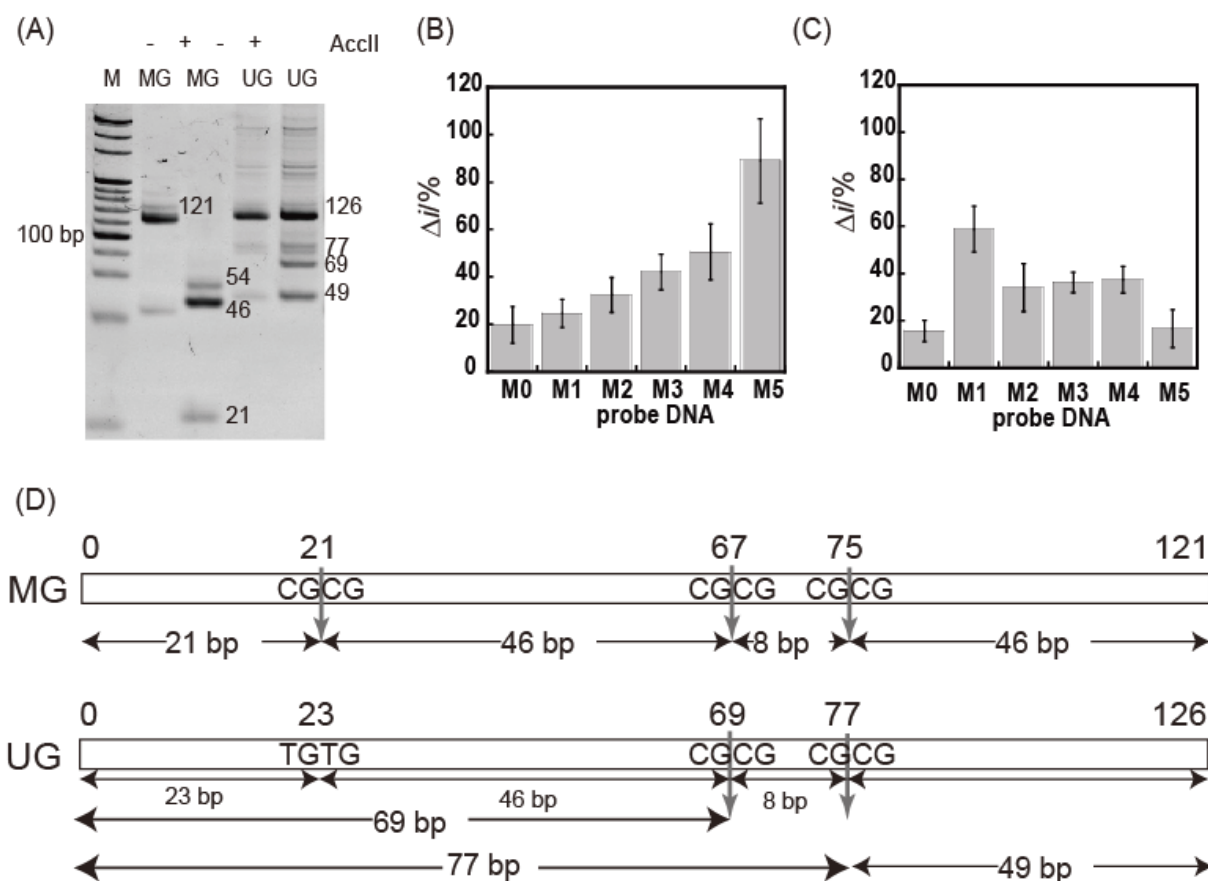 (A)
- + - + AccII
M MG MG UG UG
121
100 bp
54
46
21
126
77
69
49
(B)
Δi/%
120
100
80
60
40
20
0
M0 M1 M2 M3 M4 M5
probe DNA
(C)
Δi/%
120
100
80
60
40
20
0
M0 M1 M2 M3 M4 M5
probe DNA
(D)
0 21 67 75 121
MG CGCG CGCG CGCG
21 bp 46 bp 8 bp 46 bp
0 23 69 77 126
UG TGTG CGCG CGCG
23 bp 46 bp 8 bp
69 bp
77 bp 49 bp